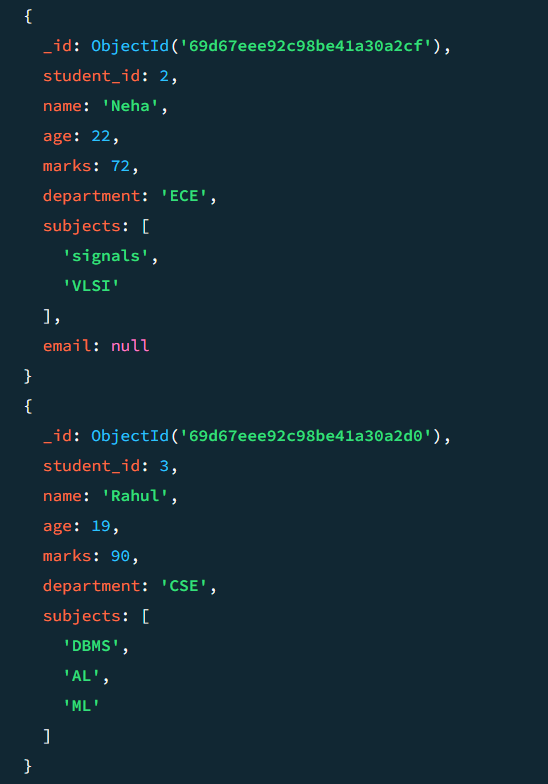 {
  _id: ObjectId('69d67eee92c98be41a30a2cf'),
  student_id: 2,
  name: 'Neha',
  age: 22,
  marks: 72,
  department: 'ECE',
  subjects: [
    'signals',
    'VLSI'
  ],
  email: null
}
{
  _id: ObjectId('69d67eee92c98be41a30a2d0'),
  student_id: 3,
  name: 'Rahul',
  age: 19,
  marks: 90,
  department: 'CSE',
  subjects: [
    'DBMS',
    'AL',
    'ML'
  ]
}